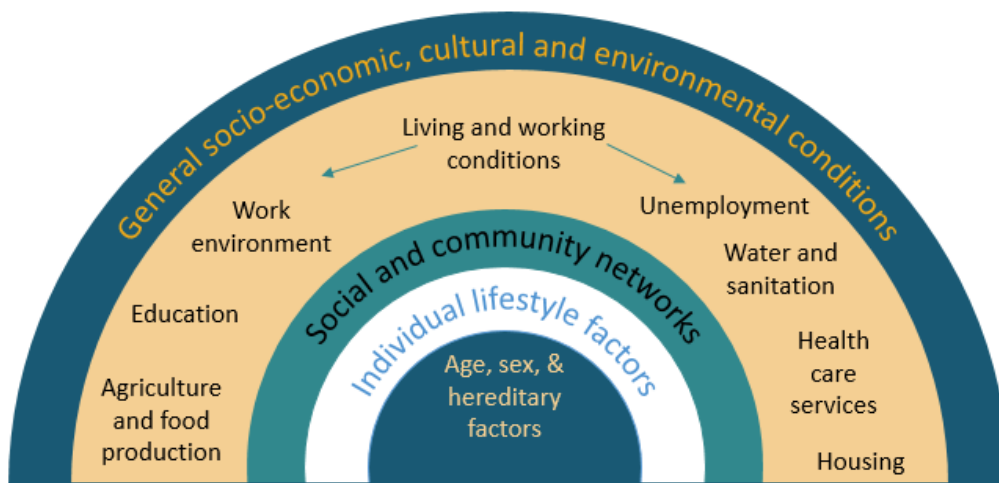 General socio-economic, cultural and environmental conditions
Living and working
conditions
Work
environment
Unemployment
Social and community networks
Water and
sanitation
Education
Individual lifestyle factors
Health
care
services
Age, sex, &
hereditary
factors
Agriculture
and food
production
Housing